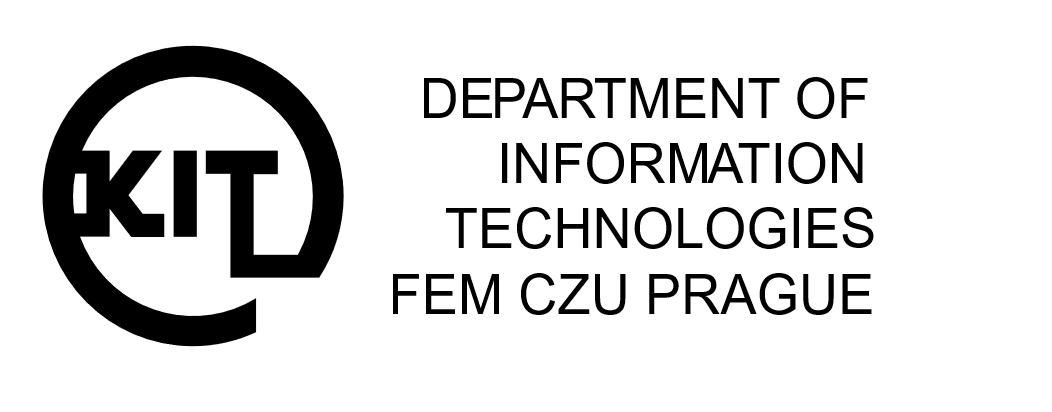 KIT
DEPARTMENT OF
INFORMATION
TECHNOLOGIES
FEM CZU PRAGUE